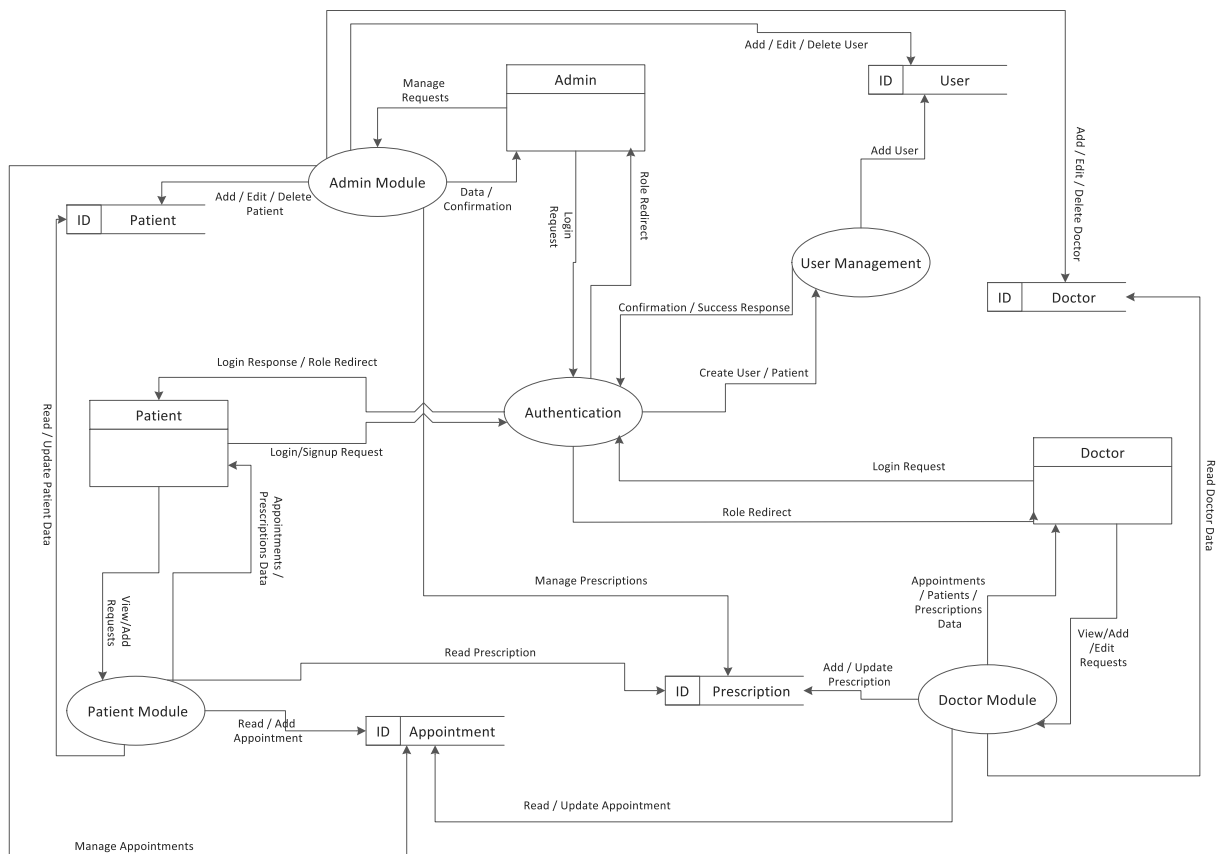 Add / Edit / Delete User
ID
User
Admin
Manage
Requests
Add / Edit / Delete Doctor
Add User
Admin Module
Data /
Confirmation
Role Redirect
Add / Edit / Delete
Patient
ID
Patient
Login
Request
User Management
ID
Doctor
Confirmation / Success Response
Login Response / Role Redirect
Create User / Patient
Patient
Authentication
Login/Signup Request
Doctor
Login Request
Read / Update Patient Data
Appointments /
Prescriptions Data
Role Redirect
Read Doctor Data
Manage Prescriptions
Appointments
/ Patients /
Prescriptions
Data
View/Add
Requests
View/Add
/Edit
Requests
Read Prescription
Add / Update
Prescription
ID
Prescription
Doctor Module
Patient Module
Read / Add
Appointment
ID
Appointment
Read / Update Appointment
Manage Appointments